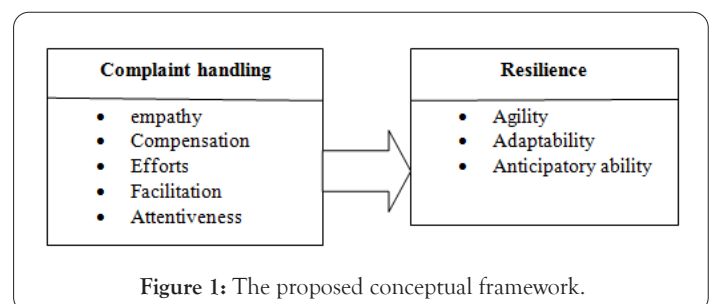 Complaint handling
• empathy
• Compensation
• Efforts
• Facilitation
• Attentiveness
Resilience
• Agility
• Adaptability
• Anticipatory ability
Figure 1: The proposed conceptual framework.